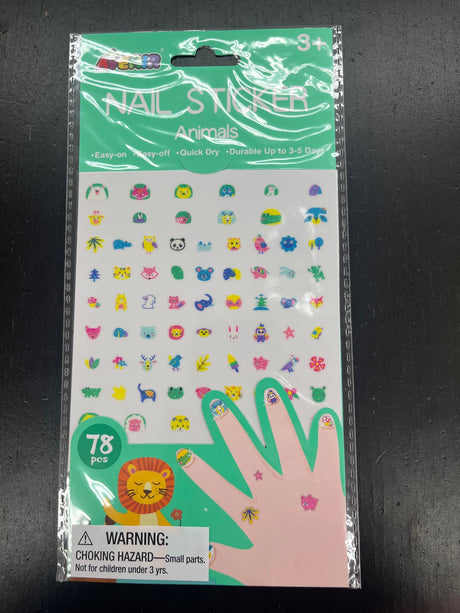 3+
NAIL STICKER
Animals
•Easy-on •Easy-off •Quick Dry •Durable Up to 3-5 Days
78
pcs
WARNING:
CHOKING HAZARD—Small parts.
Not for children under 3 yrs.